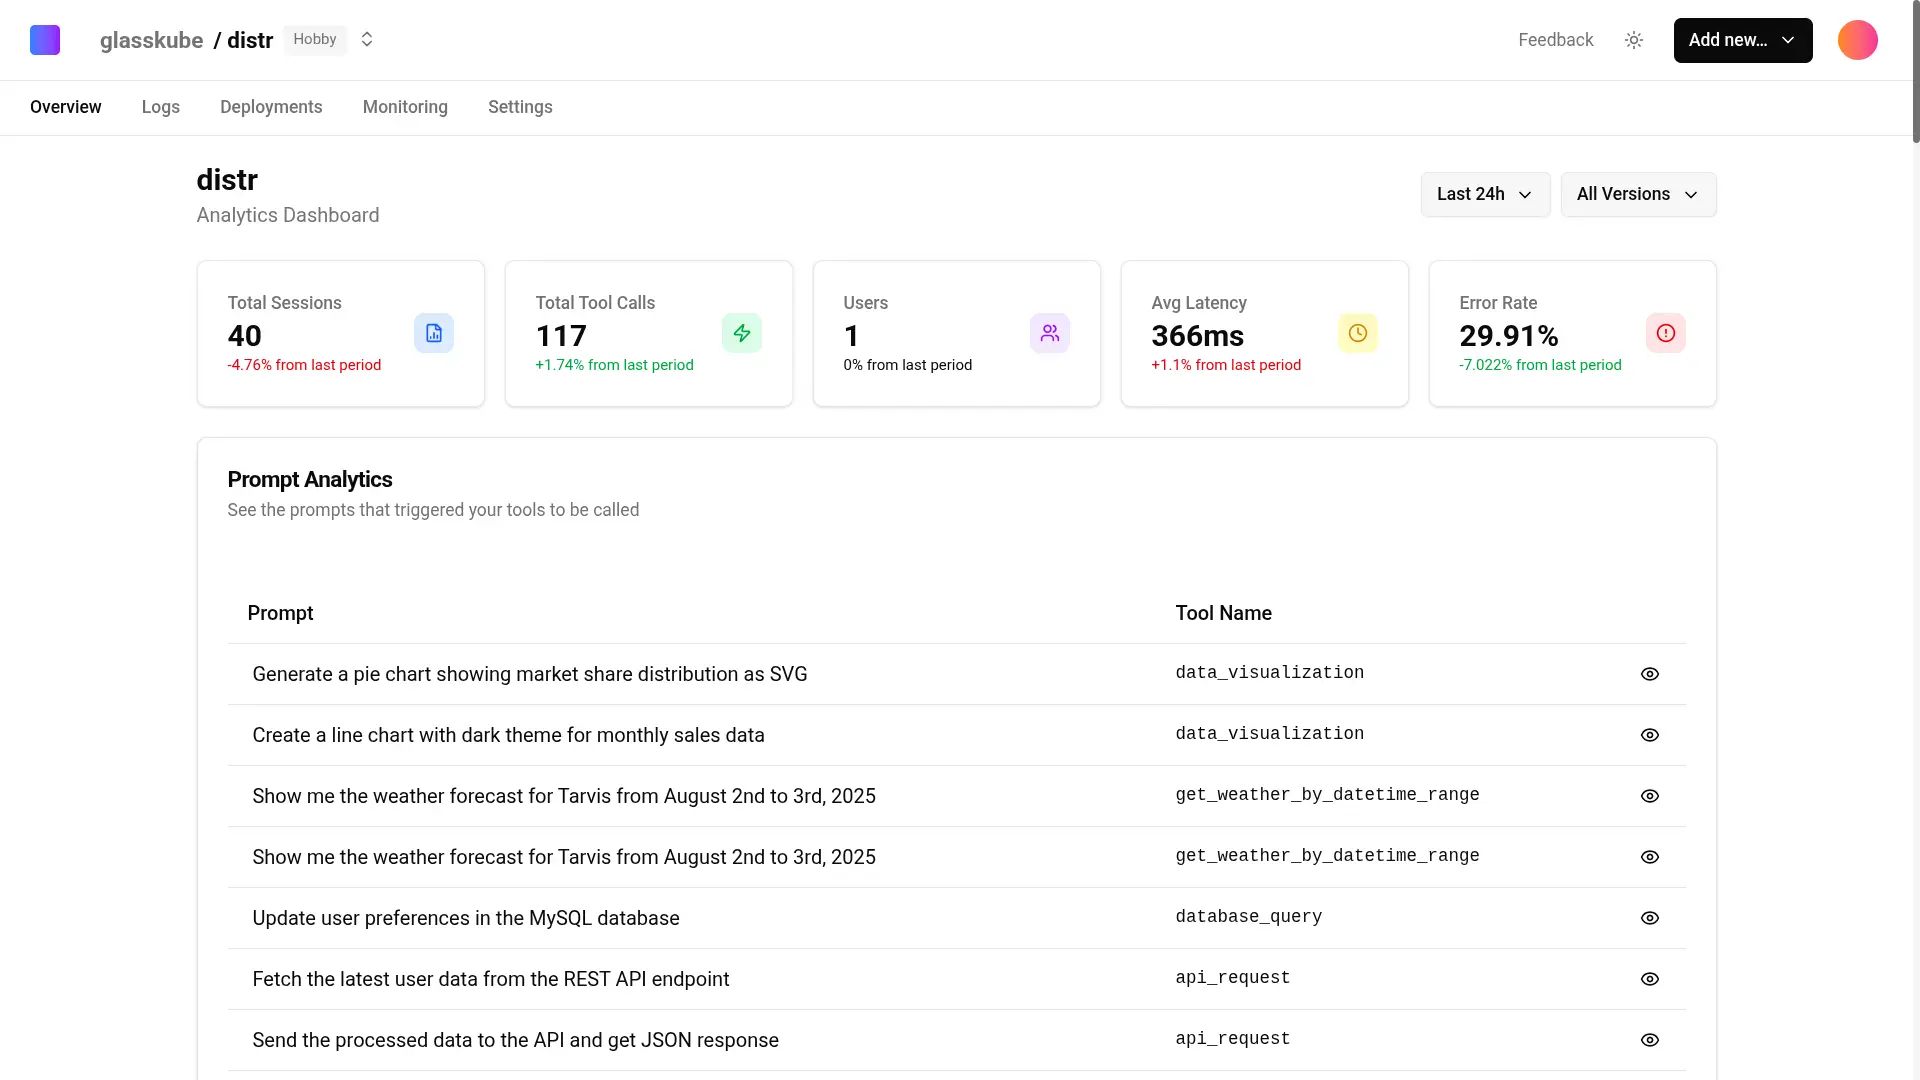 glasskube / distr Hobby
Feedback
Add new...
Overview Logs Deployments Monitoring Settings
distr
Analytics Dashboard
Last 24h
All Versions
Total Sessions
40
-4.76% from last period
Total Tool Calls
117
+1.74% from last period
Users
1
0% from last period
Avg Latency
366ms
+1.1% from last period
Error Rate
29.91%
-7.022% from last period
Prompt Analytics
See the prompts that triggered your tools to be called
Prompt Tool Name
Generate a pie chart showing market share distribution as SVG data_visualization
Create a line chart with dark theme for monthly sales data data_visualization
Show me the weather forecast for Tarvis from August 2nd to 3rd, 2025 get_weather_by_datetime_range
Show me the weather forecast for Tarvis from August 2nd to 3rd, 2025 get_weather_by_datetime_range
Update user preferences in the MySQL database database_query
Fetch the latest user data from the REST API endpoint api_request
Send the processed data to the API and get JSON response api_request